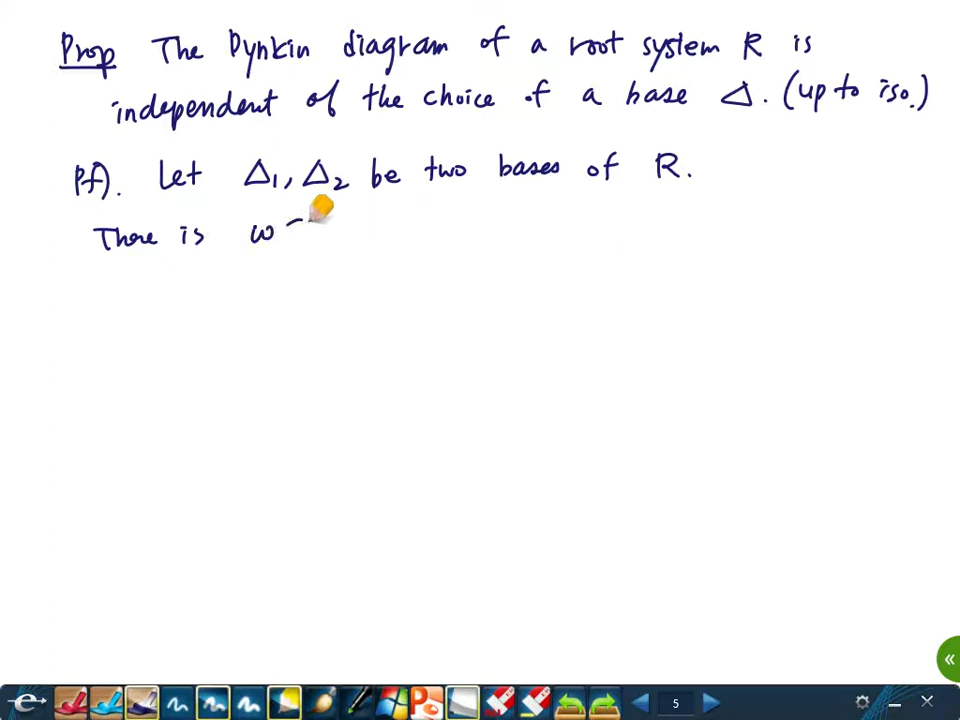 Prop The Dynkin diagram of a root system R is
independent of the choice of a base Δ. (up to iso.)
Pf). Let Δ1, Δ2 be two bases of R.
There is w
5